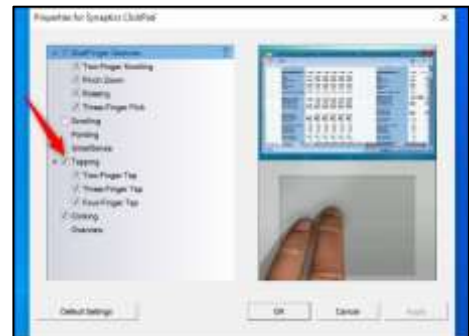 Properties for Synaptics ClickPad
MultiFinger Gestures
Two-Finger Scrolling
Pinch Zoom
Rotating
Three-Finger Flick
Scrolling
Pointing
SmartSense
Tapping
Two-Finger Tap
Three-Finger Tap
Four-Finger Tap
Clicking
Overview
Default Settings
OK
Cancel
Apply